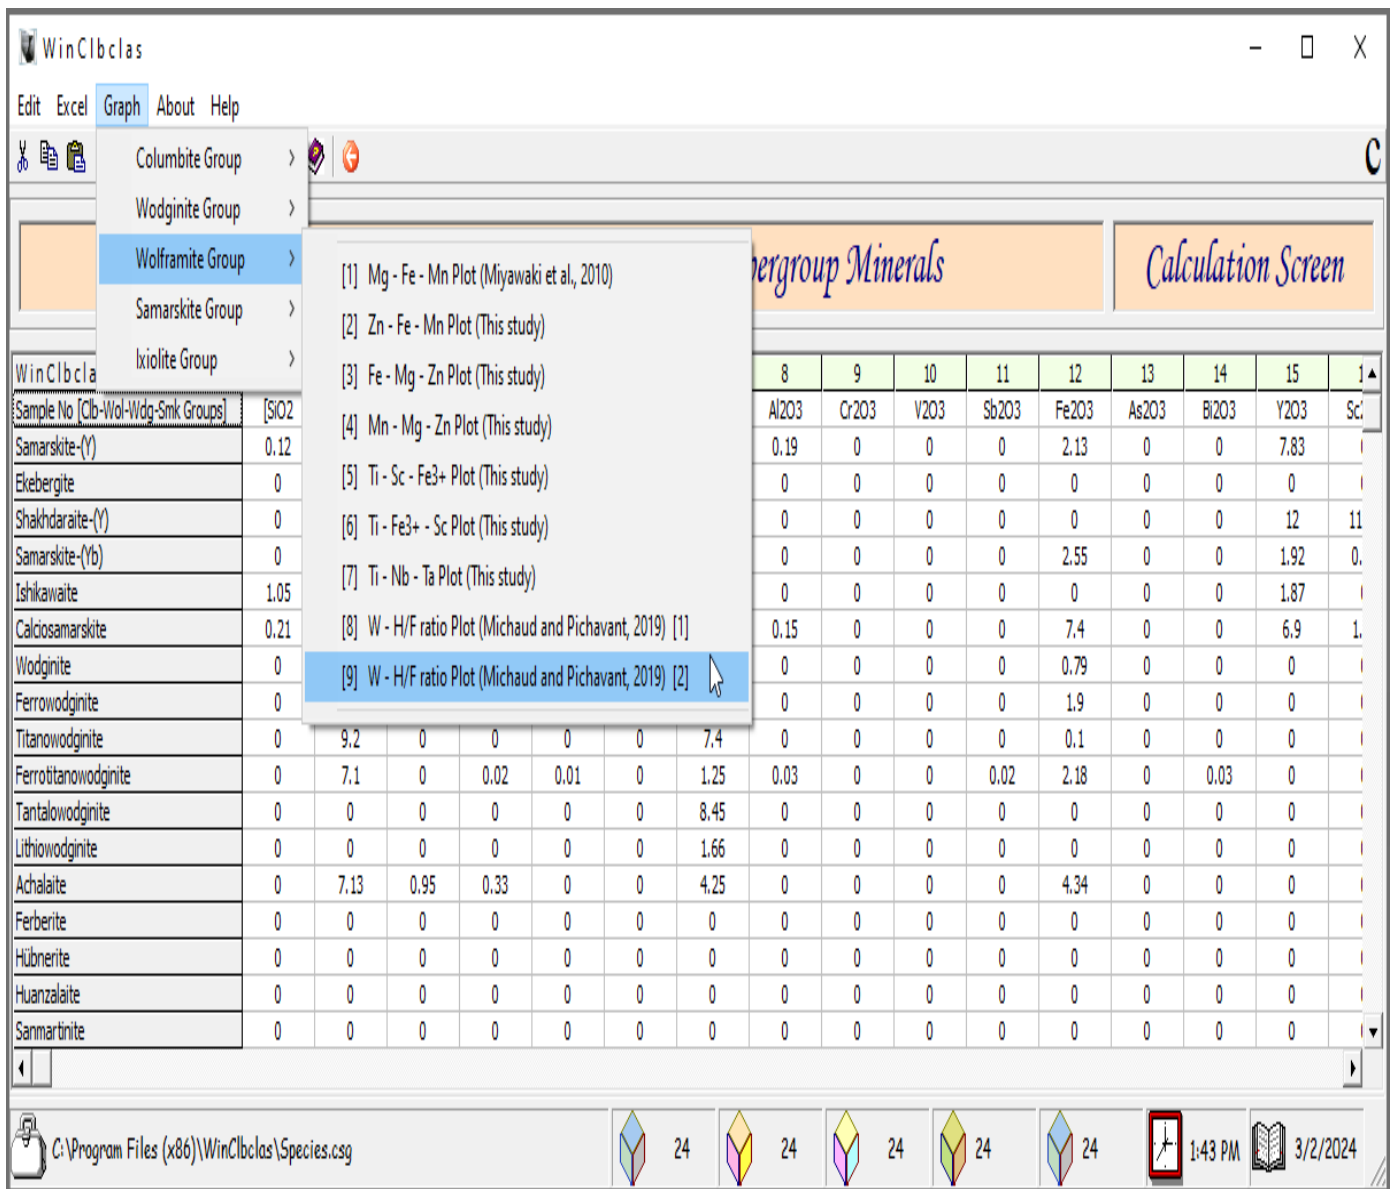 WinClbclas
Edit Excel Graph About Help
C
Columbite Group
Wodginite Group
Wolframite Group
Samarskite Group
Ixiolite Group
[1] Mg - Fe - Mn Plot (Miyawaki et al., 2010)
[2] Zn - Fe - Mn Plot (This study)
[3] Fe - Mg - Zn Plot (This study)
[4] Mn - Mg - Zn Plot (This study)
[5] Ti - Sc - Fe3+ Plot (This study)
[6] Ti - Fe3+ - Sc Plot (This study)
[7] Ti - Nb - Ta Plot (This study)
[8] W - H/F ratio Plot (Michaud and Pichavant, 2019) [1]
[9] W - H/F ratio Plot (Michaud and Pichavant, 2019) [2]
pergroup Minerals Calculation Screen
WinClbcla 8 9 10 11 12 13 14 15 1
Sample No [Clb-Wol-Wdg-Smk Groups] [SiO2 Al2O3 Cr2O3 V2O3 Sb2O3 Fe2O3 As2O3 Bi2O3 Y2O3 Sc
Samarskite-(Y) 0.12 0.19 0 0 0 2.13 0 0 7.83
Ekebergite 0 0 0 0 0 0 0 0 0
Shakhdaraite-(Y) 0 0 0 0 0 0 0 0 12 11
Samarskite-(Yb) 0 0 0 0 0 2.55 0 0 1.92 0.
Ishikawaite 1.05 0 0 0 0 0 0 0 1.87
Calciosamarskite 0.21 0.15 0 0 0 7.4 0 0 6.9 1.
Wodginite 0 0 0 0 0 0.79 0 0 0
Ferrowodginite 0 0 0 0 0 1.9 0 0 0
Titanowodginite 0 9.2 0 0 0 0 7.4 0 0 0 0 0.1 0 0 0
Ferrotitanowodginite 0 7.1 0 0.02 0.01 0 1.25 0.03 0 0 0.02 2.18 0 0.03 0
Tantalowodginite 0 0 0 0 0 0 8.45 0 0 0 0 0 0 0 0
Lithiowodginite 0 0 0 0 0 0 1.66 0 0 0 0 0 0 0 0
Achalaite 0 7.13 0.95 0.33 0 0 4.25 0 0 0 0 4.34 0 0 0
Ferberite 0 0 0 0 0 0 0 0 0 0 0 0 0 0 0
Hübnerite 0 0 0 0 0 0 0 0 0 0 0 0 0 0 0
Huanzalaite 0 0 0 0 0 0 0 0 0 0 0 0 0 0 0
Sanmartinite 0 0 0 0 0 0 0 0 0 0 0 0 0 0 0
C:\Program Files (x86)\WinClbclas\Species.csg 24 24 24 24 24 1:43 PM 3/2/2024